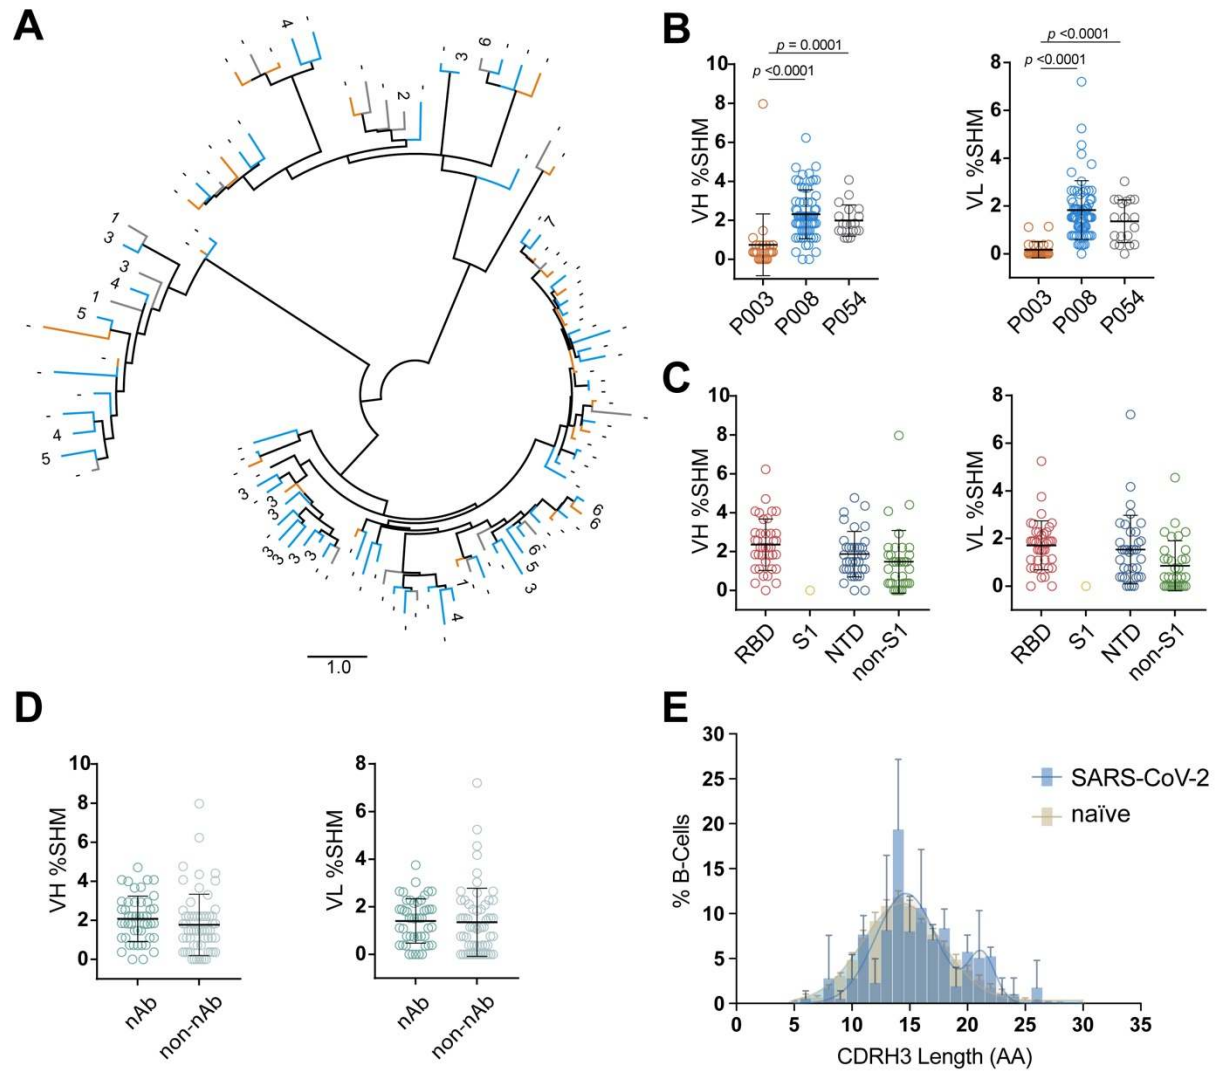 A
4
3
6
2
7
1
3
3
4
1
5
4
5
3
3
3
3
3
3
3
1
4
6
6
6
5
3
1.0
B
p = 0.0001
p <0.0001
10
8
6
4
2
0
VH %SHM
P003
P008
P054
p <0.0001
p <0.0001
8
6
4
2
0
VL %SHM
P003
P008
P054
C
10
8
6
4
2
0
VH %SHM
RBD
S1
NTD
non-S1
8
6
4
2
0
VL %SHM
RBD
S1
NTD
non-S1
D
10
8
6
4
2
0
VH %SHM
nAb
non-nAb
8
6
4
2
0
VL %SHM
nAb
non-nAb
E
30
25
20
15
10
5
0
% B-Cells
SARS-CoV-2
naïve
0
5
10
15
20
25
30
35
CDRH3 Length (AA)